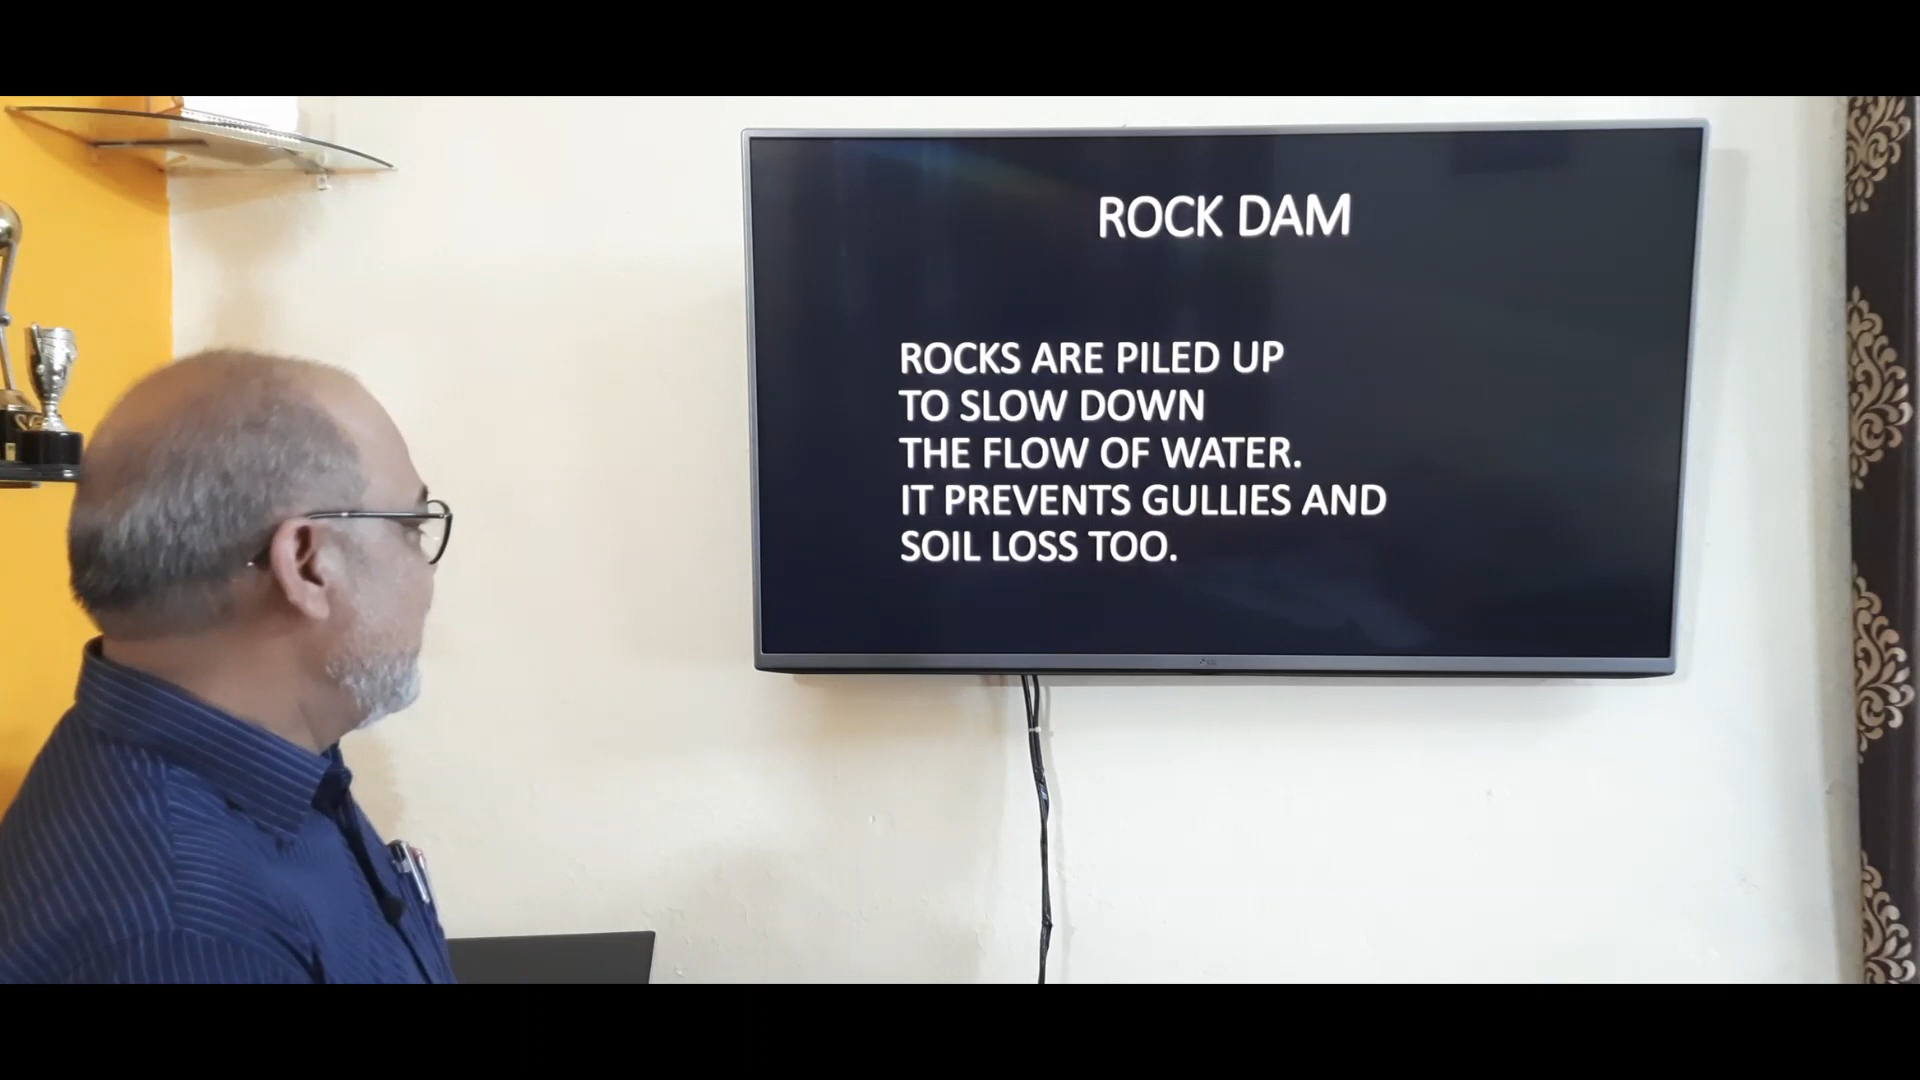 ROCK DAM
ROCKS ARE PILED UP
TO SLOW DOWN
THE FLOW OF WATER.
IT PREVENTS GULLIES AND
SOIL LOSS TOO.